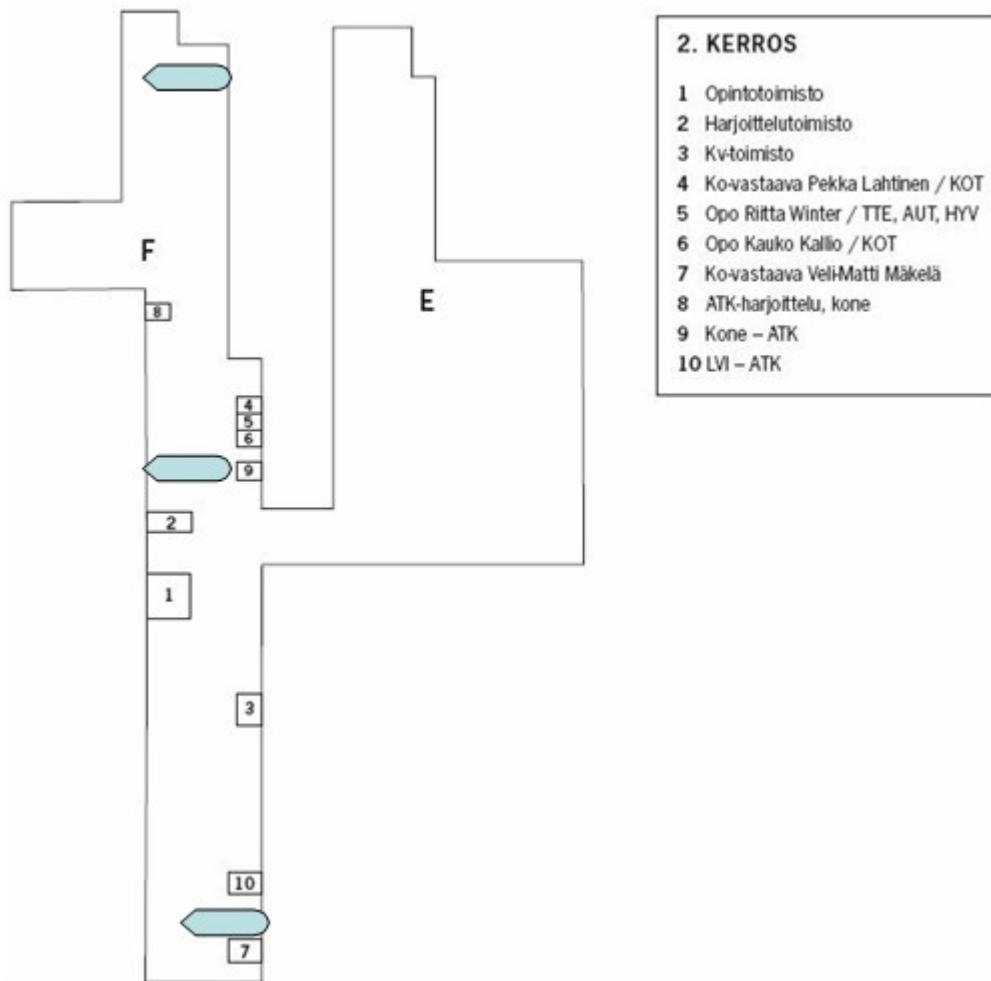 2. KERROS
1 Opintotoimisto
2 Harjoittelutoimisto
3 Kv-toimisto
4 Ko-vastaava Pekka Lahtinen / KOT
5 Opo Riitta Winter / TTE, AUT, HYV
6 Opo Kauko Kallio / KOT
7 Ko-vastaava Veli-Matti Mäkelä
8 ATK-harjoittelu, kone
9 Kone – ATK
10 LVI – ATK
F
E
8
4
5
6
9
2
1
3
10
7